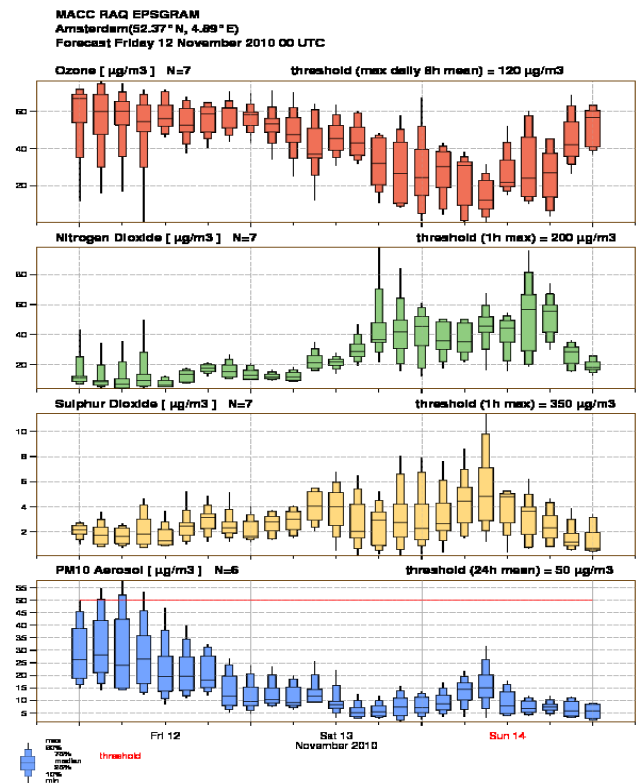 MACC RAQ EPSGRAM
Amsterdam(52.37°N, 4.89°E)
Forecast Friday 12 November 2010 00 UTC
Ozone [ µg/m3 ] N=7 threshold (max daily 8h mean) = 120 µg/m3
60
40
20
Nitrogen Dioxide [ µg/m3 ] N=7 threshold (1h max) = 200 µg/m3
80
60
40
20
Sulphur Dioxide [ µg/m3 ] N=7 threshold (1h max) = 350 µg/m3
10
8
6
4
2
PM10 Aerosol [ µg/m3 ] N=6 threshold (24h mean) = 50 µg/m3
55
50
45
40
35
30
25
20
15
10
5
Fri 12 Sat 13 Sun 14
November 2010
max
90%
75%
median
25%
10%
min
threshold